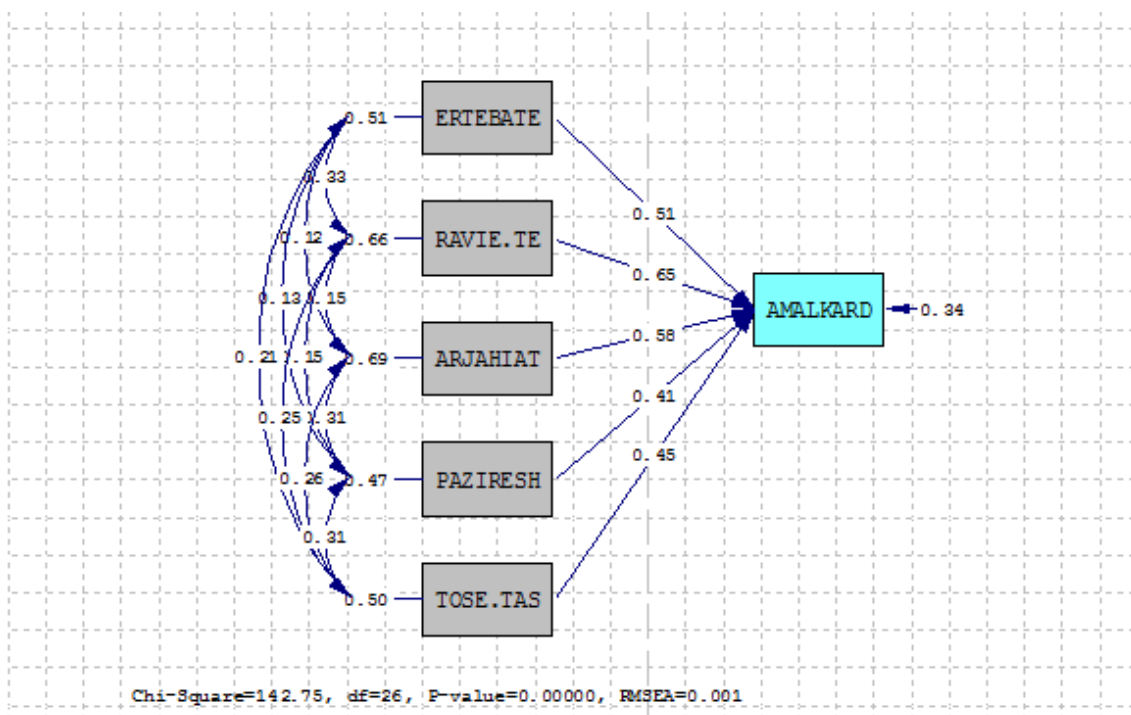 0.51 ERTEBATE
0.33
0.51
0.12 0.66 RAVIE.TE
0.65
0.13 0.15
AMALKARD 0.34
0.58
0.21 0.15 0.69 ARJAHIAT
0.41
0.25 0.31
0.45
0.26 0.47 PAZIRESH
0.31
0.50 TOSE.TAS
Chi-Square=142.75, df=26, P-value=0.00000, RMSEA=0.001